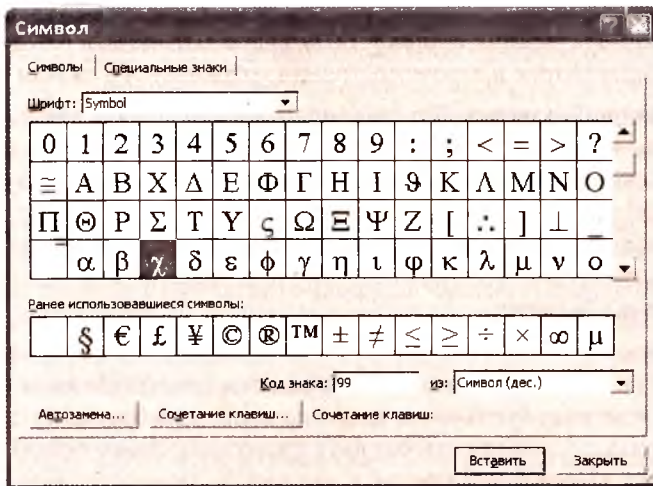 Символ
Символы Специальные знаки
Шрифт: Symbol
0 1 2 3 4 5 6 7 8 9 : ; < = > ?
≅ Α Β Χ Δ Ε Φ Γ Η Ι ϑ Κ Λ Μ Ν Ο
Π Θ Ρ Σ Τ Υ ς Ω Ξ Ψ Ζ [ ∴ ] ⊥ _
‾ α β χ δ ε φ γ η ι ϕ κ λ μ ν ο
Ранее использовавшиеся символы:
§ € £ ¥ © ® ™ ± ≠ ≤ ≥ ÷ × ∞ µ
Код знака: 99 из: Символ (дес.)
Автозамена... Сочетание клавиш... Сочетание клавиш:
Вставить Закрыть